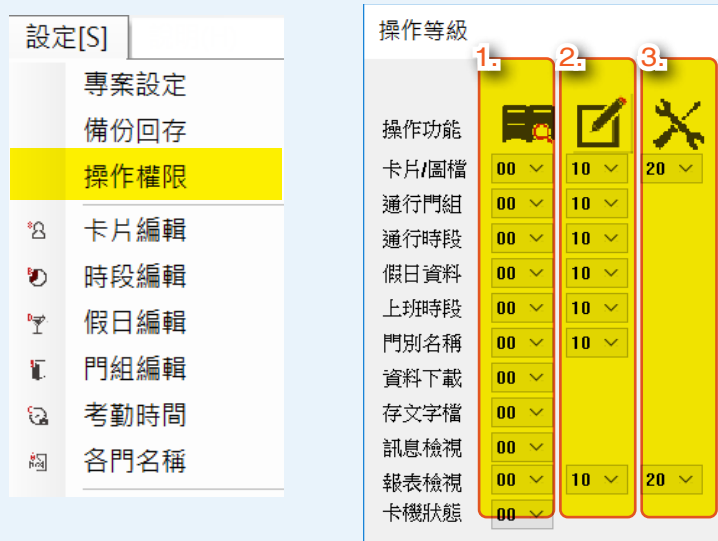 設定[S]
專案設定
備份回存
操作權限
卡片編輯
時段編輯
假日編輯
門組編輯
考勤時間
各門名稱
操作等級
1. 2. 3.
操作功能
卡片/圖檔 00 10 20
通行門組 00 10
通行時段 00 10
假日資料 00 10
上班時段 00 10
門別名稱 00 10
資料下載 00
存文字檔 00
訊息檢視 00
報表檢視 00 10 20
卡機狀態 00